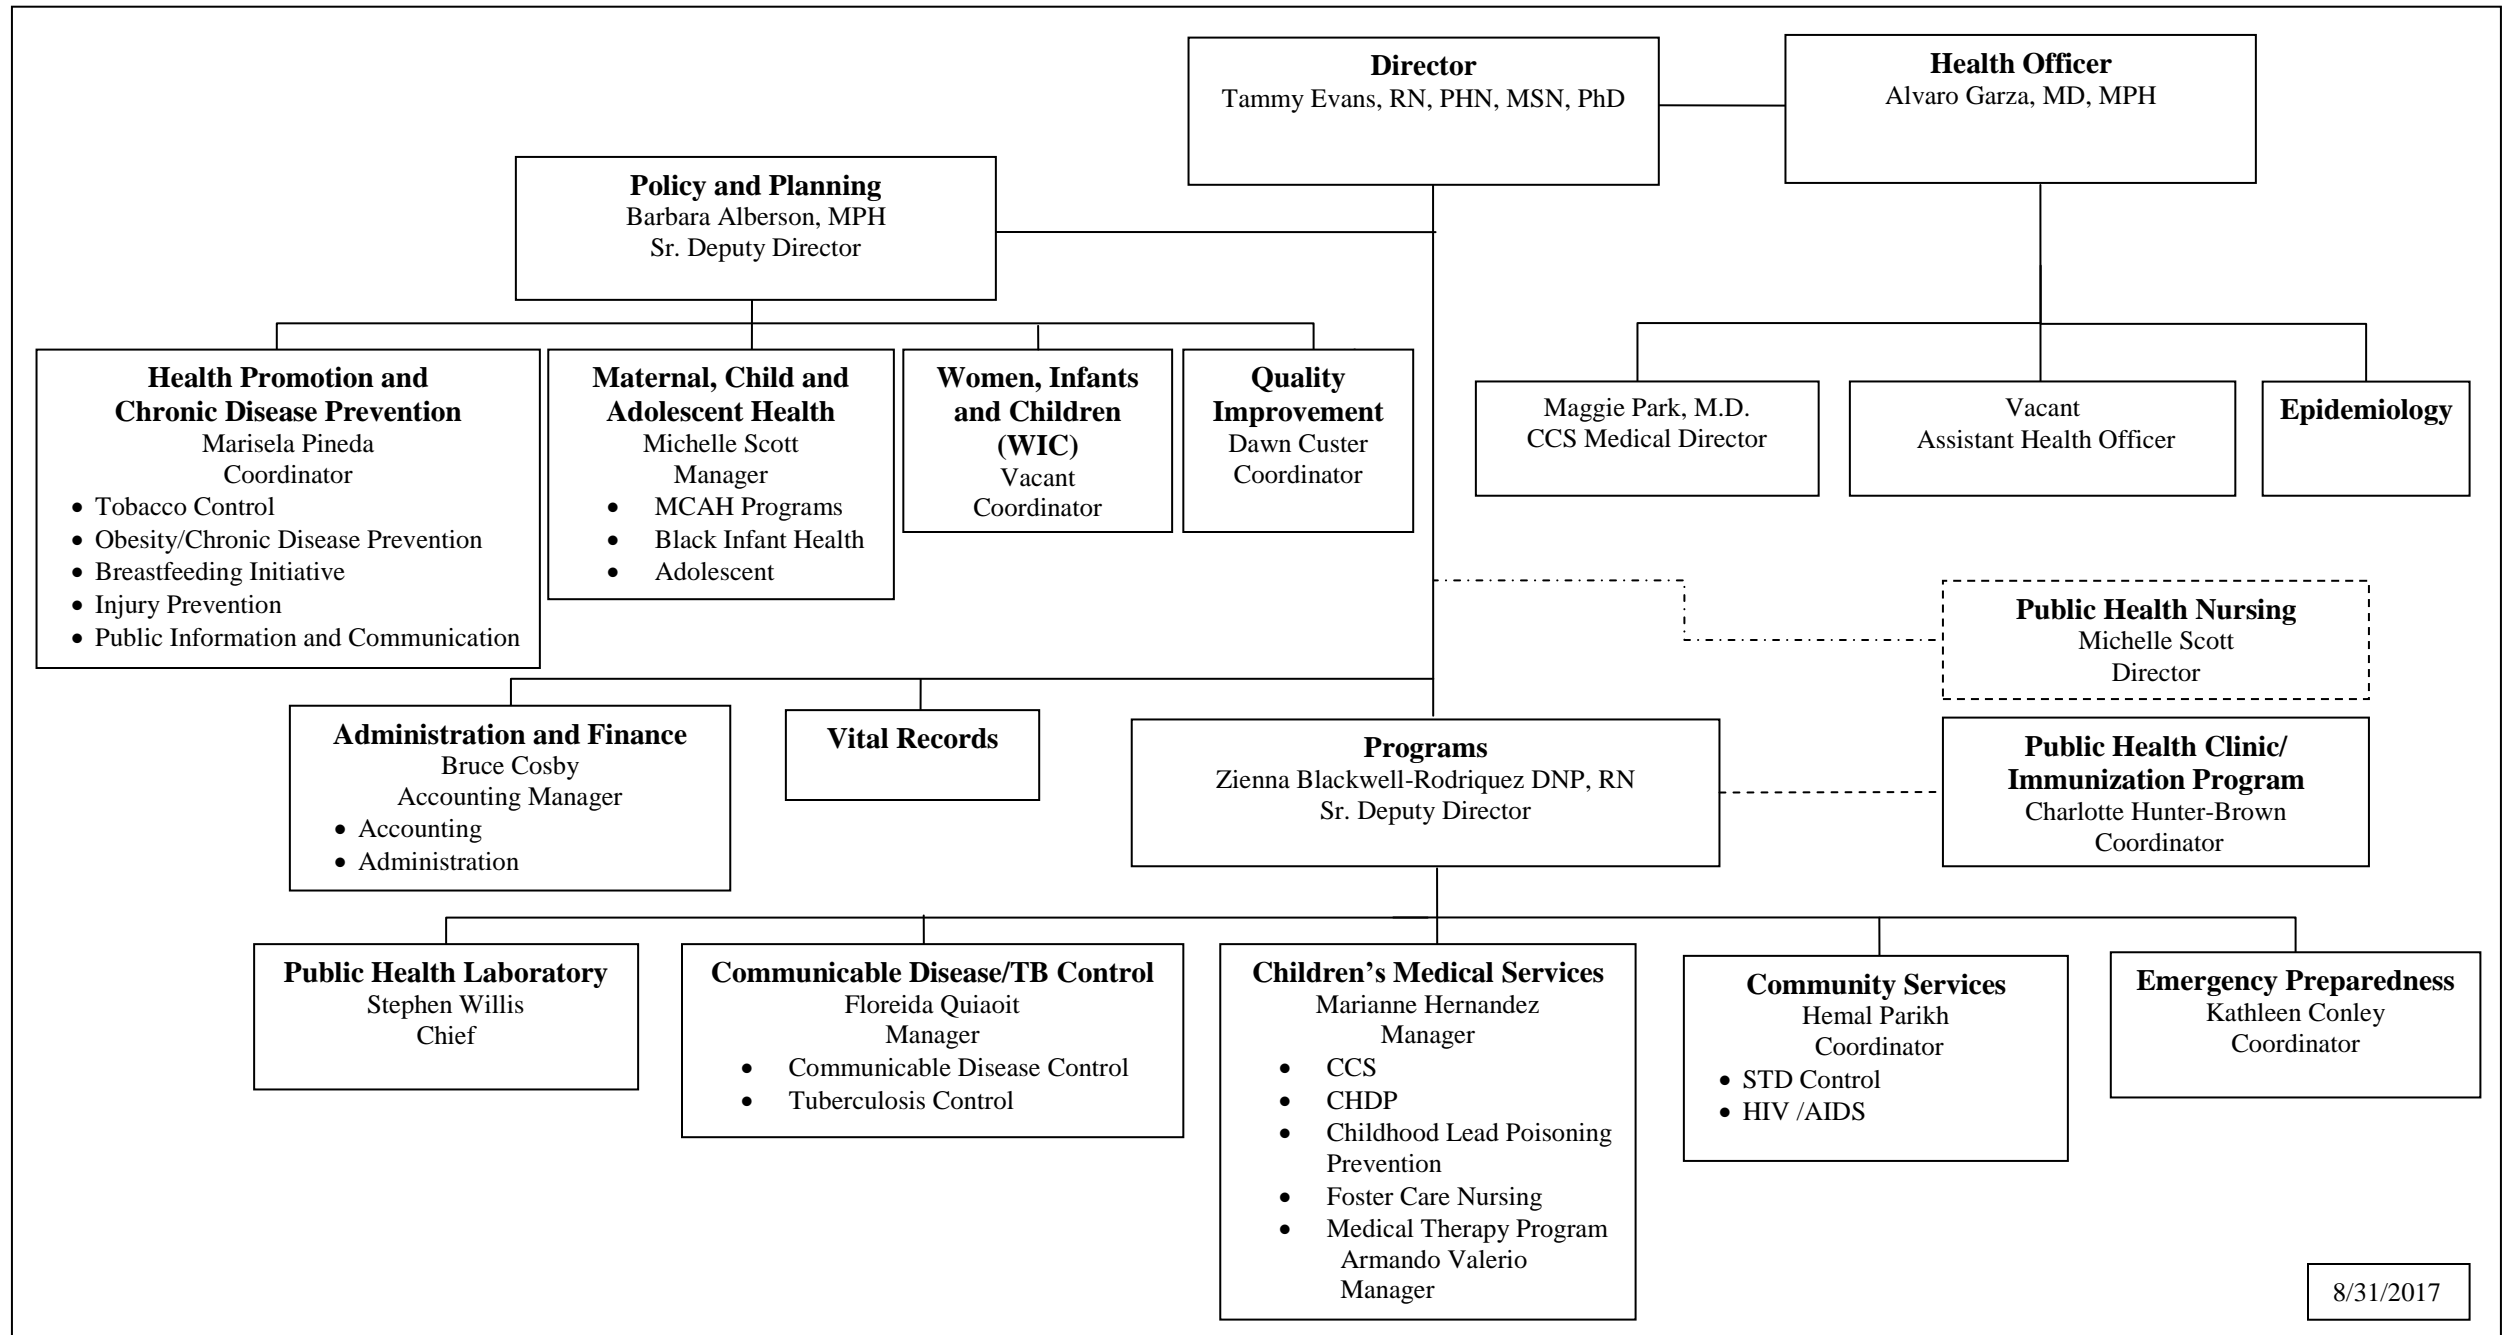 Director
Tammy Evans, RN, PHN, MSN, PhD
Health Officer
Alvaro Garza, MD, MPH
Policy and Planning
Barbara Alberson, MPH
Sr. Deputy Director
Health Promotion and
Chronic Disease Prevention
Marisela Pineda
Coordinator
• Tobacco Control
• Obesity/Chronic Disease Prevention
• Breastfeeding Initiative
• Injury Prevention
• Public Information and Communication
Maternal, Child and
Adolescent Health
Michelle Scott
Manager
• MCAH Programs
• Black Infant Health
• Adolescent
Women, Infants
and Children
(WIC)
Vacant
Coordinator
Quality
Improvement
Dawn Custer
Coordinator
Maggie Park, M.D.
CCS Medical Director
Vacant
Assistant Health Officer
Epidemiology
Public Health Nursing
Michelle Scott
Director
Administration and Finance
Bruce Cosby
Accounting Manager
• Accounting
• Administration
Vital Records
Programs
Zienna Blackwell-Rodriquez DNP, RN
Sr. Deputy Director
Public Health Clinic/
Immunization Program
Charlotte Hunter-Brown
Coordinator
Public Health Laboratory
Stephen Willis
Chief
Communicable Disease/TB Control
Floreida Quiaoit
Manager
• Communicable Disease Control
• Tuberculosis Control
Children’s Medical Services
Marianne Hernandez
Manager
• CCS
• CHDP
• Childhood Lead Poisoning
Prevention
• Foster Care Nursing
• Medical Therapy Program
Armando Valerio
Manager
Community Services
Hemal Parikh
Coordinator
• STD Control
• HIV /AIDS
Emergency Preparedness
Kathleen Conley
Coordinator
8/31/2017